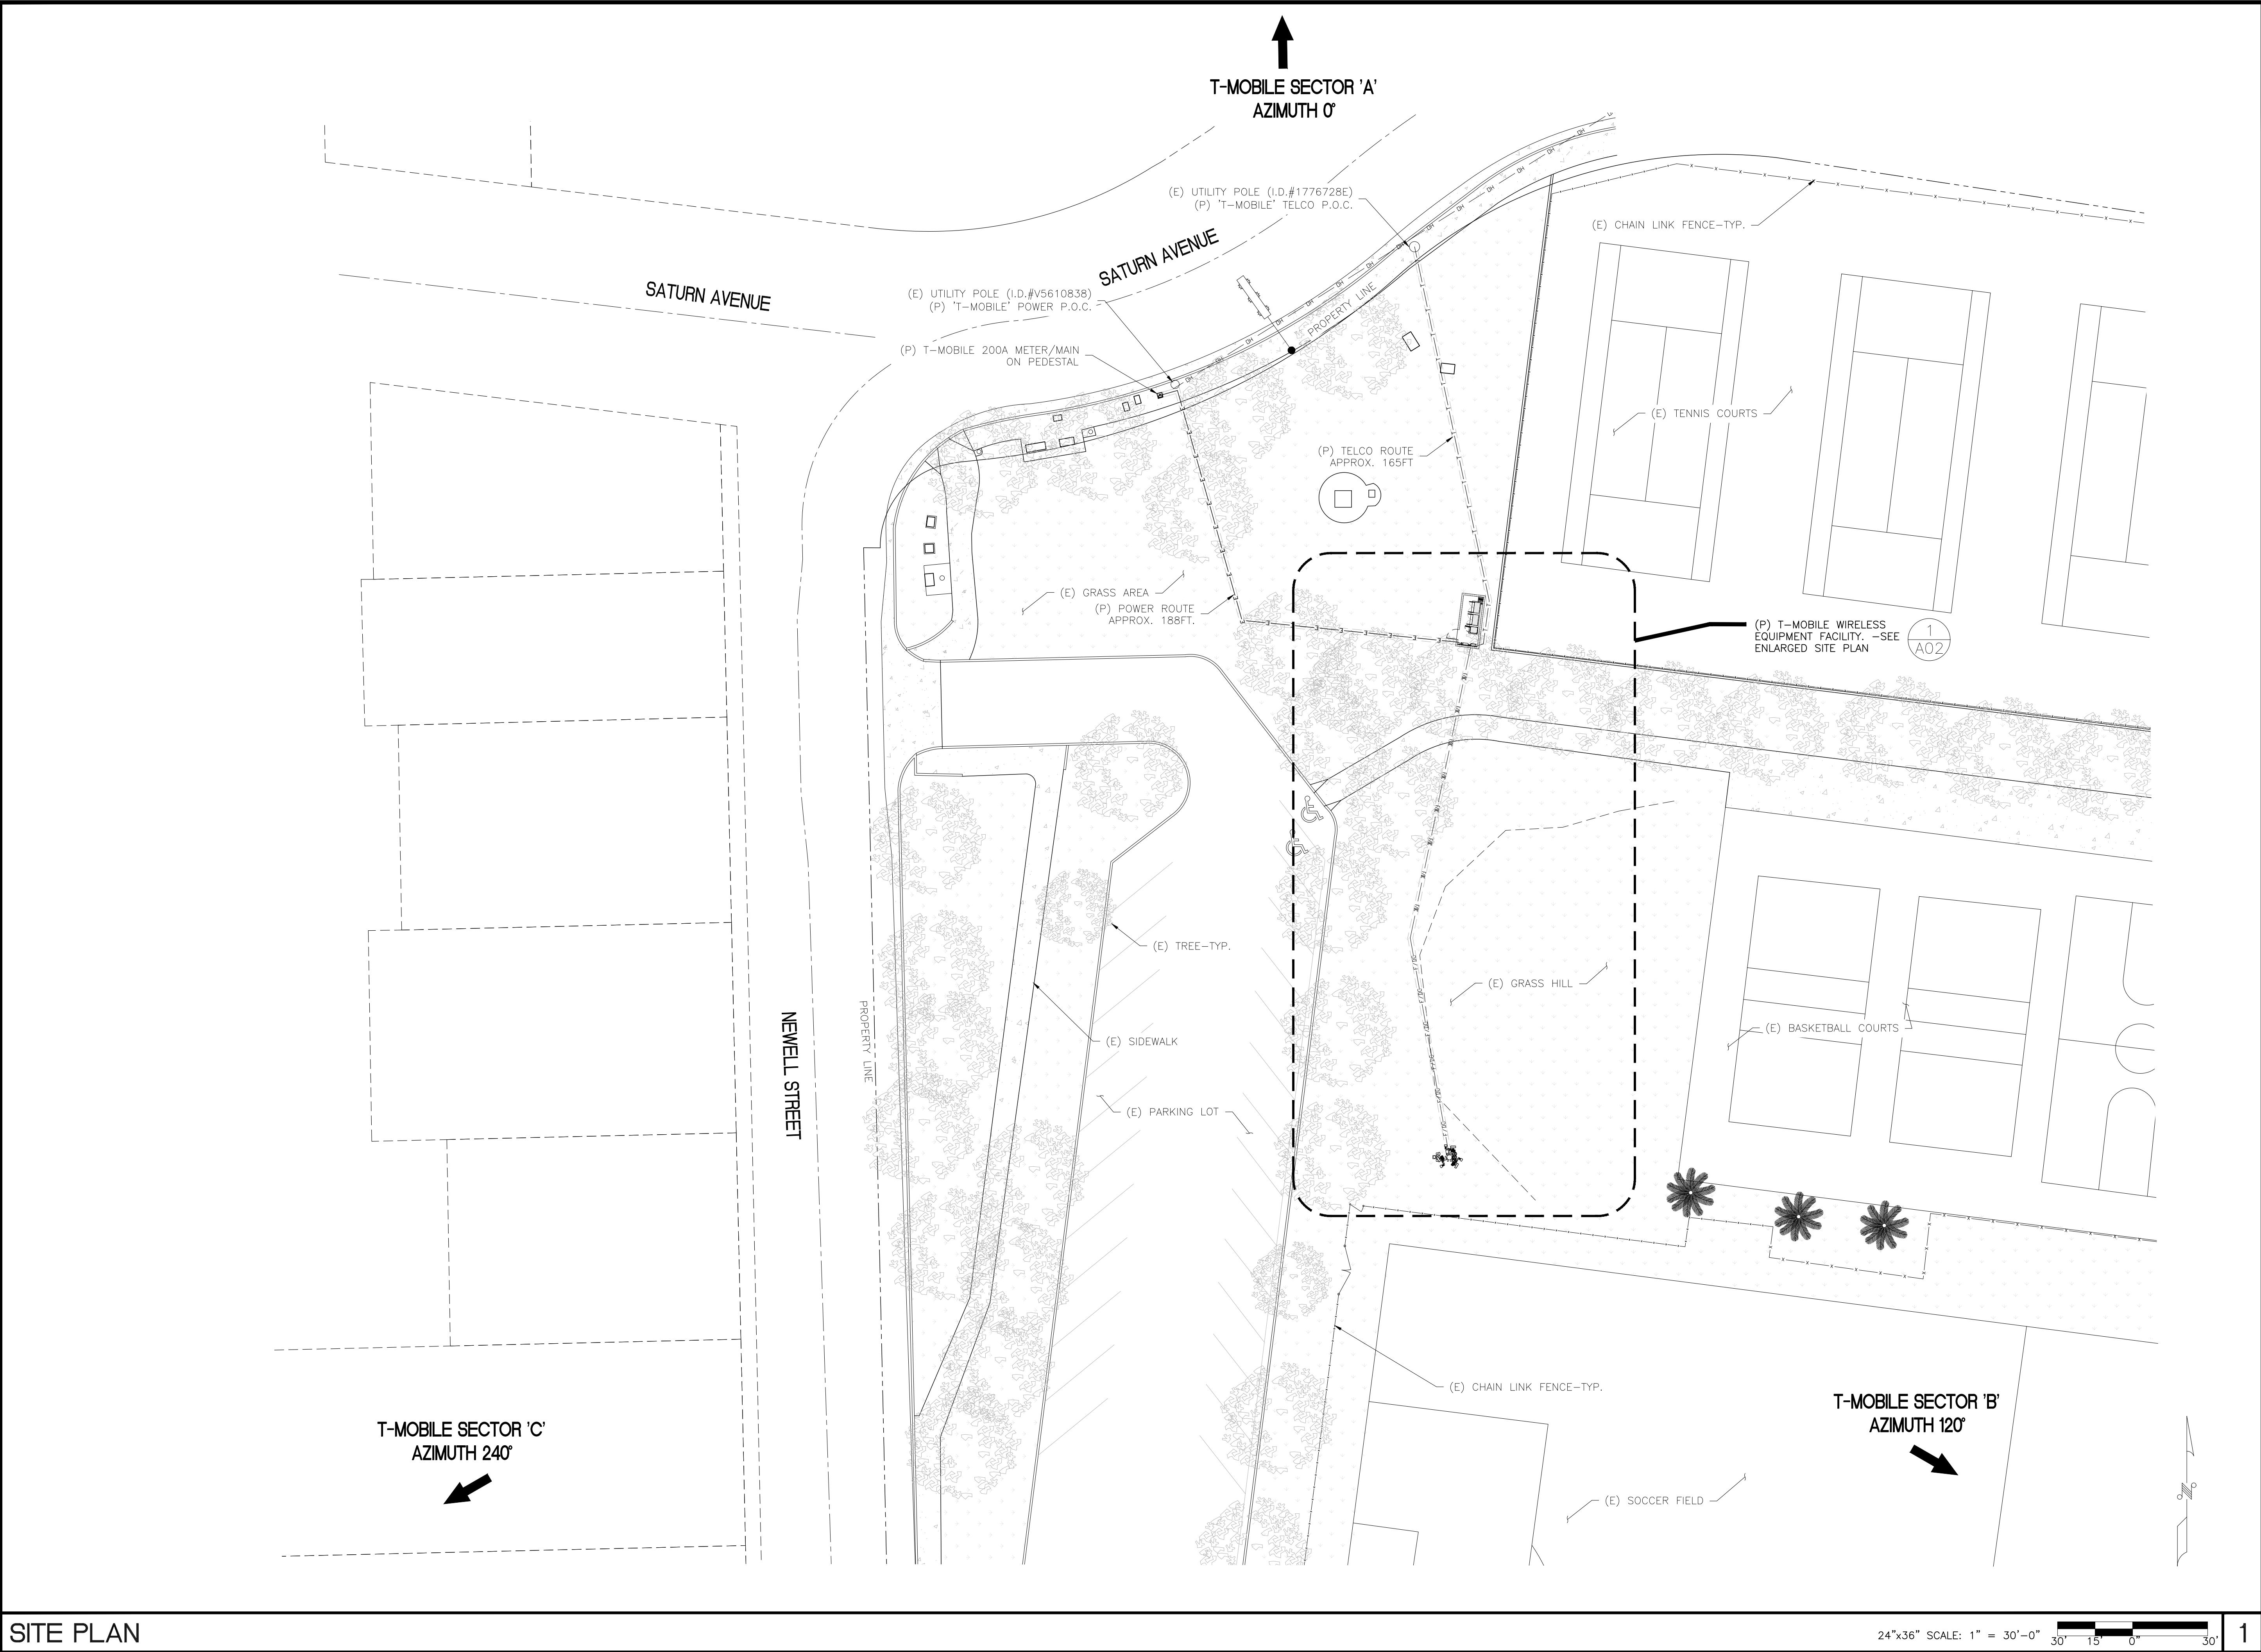 T-MOBILE SECTOR 'A'
AZIMUTH 0°
(E) UTILITY POLE (I.D.#1776728E)
(P) 'T-MOBILE' TELCO P.O.C.
(E) CHAIN LINK FENCE-TYP.
SATURN AVENUE
SATURN AVENUE
(E) UTILITY POLE (I.D.#V5610838)
(P) 'T-MOBILE' POWER P.O.C.
PROPERTY LINE
(P) T-MOBILE 200A METER/MAIN
ON PEDESTAL
(E) TENNIS COURTS
(P) TELCO ROUTE
APPROX. 165FT
(E) GRASS AREA
(P) POWER ROUTE
APPROX. 188FT.
(P) T-MOBILE WIRELESS
EQUIPMENT FACILITY. -SEE
ENLARGED SITE PLAN
1
A02
(E) TREE-TYP.
(E) GRASS HILL
PROPERTY LINE
NEWELL STREET
(E) SIDEWALK
(E) BASKETBALL COURTS
(E) PARKING LOT
(E) CHAIN LINK FENCE-TYP.
T-MOBILE SECTOR 'C'
AZIMUTH 240°
T-MOBILE SECTOR 'B'
AZIMUTH 120°
(E) SOCCER FIELD
N
SITE PLAN
24"x36" SCALE: 1" = 30'-0"
30' 15' 0" 30'
1